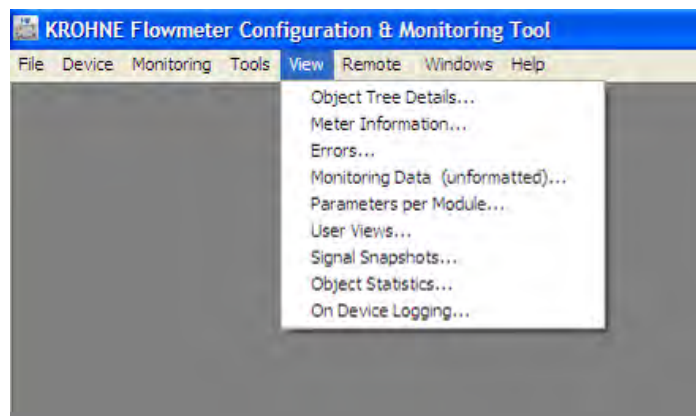 KROHNE Flowmeter Configuration & Monitoring Tool
File Device Monitoring Tools View Remote Windows Help
Object Tree Details...
Meter Information...
Errors...
Monitoring Data (unformatted)...
Parameters per Module...
User Views...
Signal Snapshots...
Object Statistics...
On Device Logging...